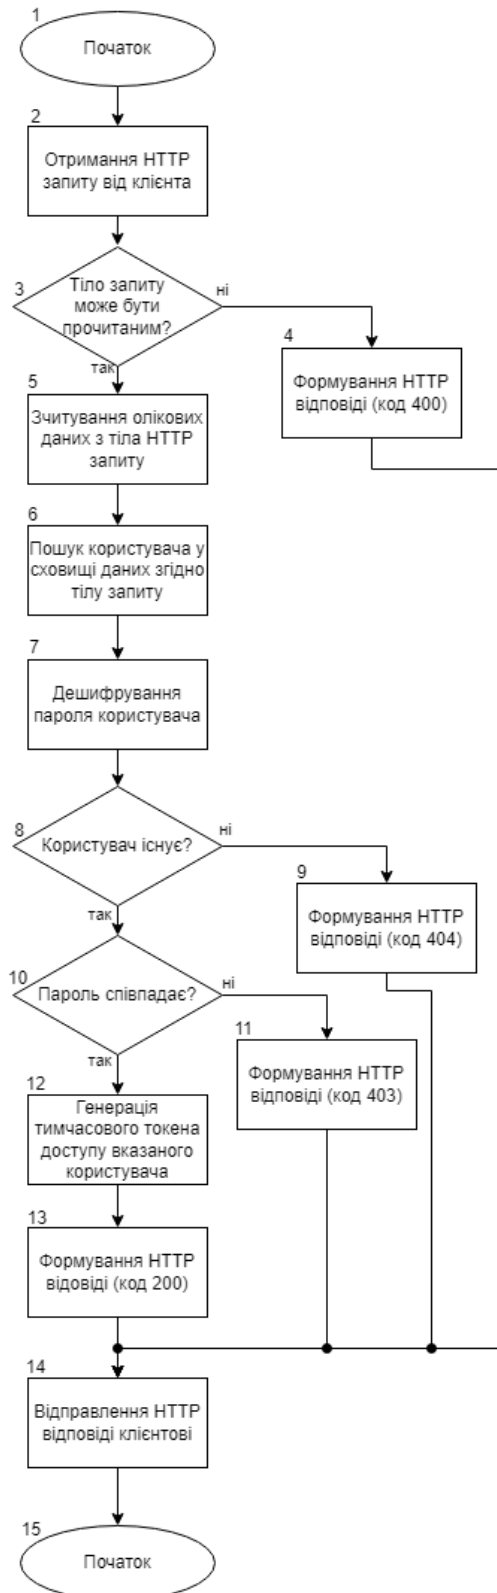 1
Початок
2
Отримання HTTP
запиту від клієнта
3
Тіло запиту
може бути
прочитаним?
ні
так
4
Формування HTTP
відповіді (код 400)
5
Зчитування олікових
даних з тіла HTTP
запиту
6
Пошук користувача у
сховищі даних згідно
тілу запиту
7
Дешифрування
пароля користувача
8
Користувач існує?
ні
так
9
Формування HTTP
відповіді (код 404)
10
Пароль співпадає?
ні
так
11
Формування HTTP
відповіді (код 403)
12
Генерація
тимчасового токена
доступу вказаного
користувача
13
Формування HTTP
відовіді (код 200)
14
Відправлення HTTP
відповіді клієнтові
15
Початок